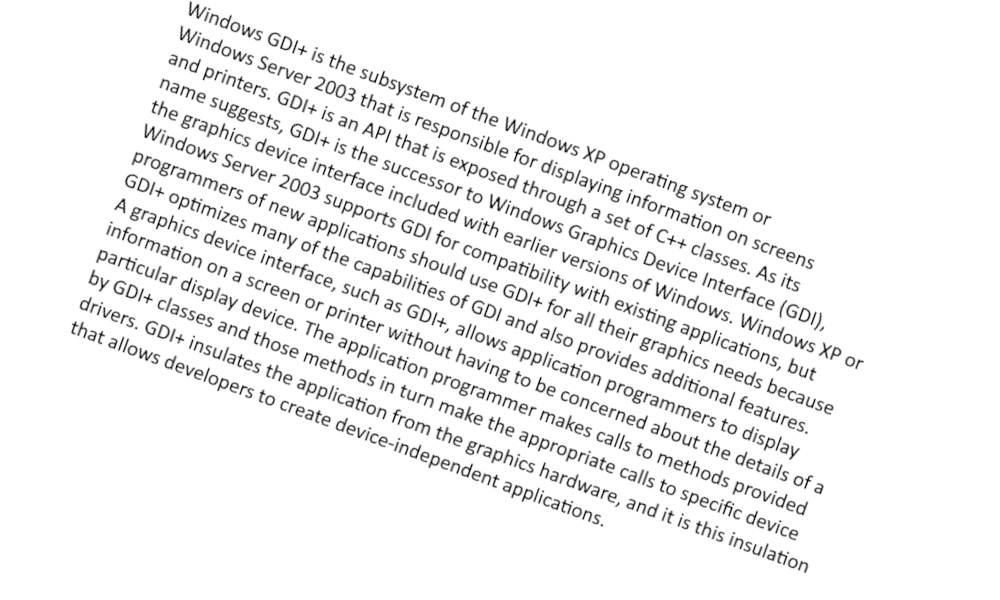 Windows GDI+ is the subsystem of the Windows XP operating system or
Windows Server 2003 that is responsible for displaying information on screens
and printers. GDI+ is an API that is exposed through a set of C++ classes. As its
name suggests, GDI+ is the successor to Windows Graphics Device Interface (GDI),
the graphics device interface included with earlier versions of Windows. Windows XP or
Windows Server 2003 supports GDI for compatibility with existing applications, but
programmers of new applications should use GDI+ for all their graphics needs because
GDI+ optimizes many of the capabilities of GDI and also provides additional features.
A graphics device interface, such as GDI+, allows application programmers to display
information on a screen or printer without having to be concerned about the details of a
particular display device. The application programmer makes calls to methods provided
by GDI+ classes and those methods in turn make the appropriate calls to specific device
drivers. GDI+ insulates the application from the graphics hardware, and it is this insulation
that allows developers to create device-independent applications.